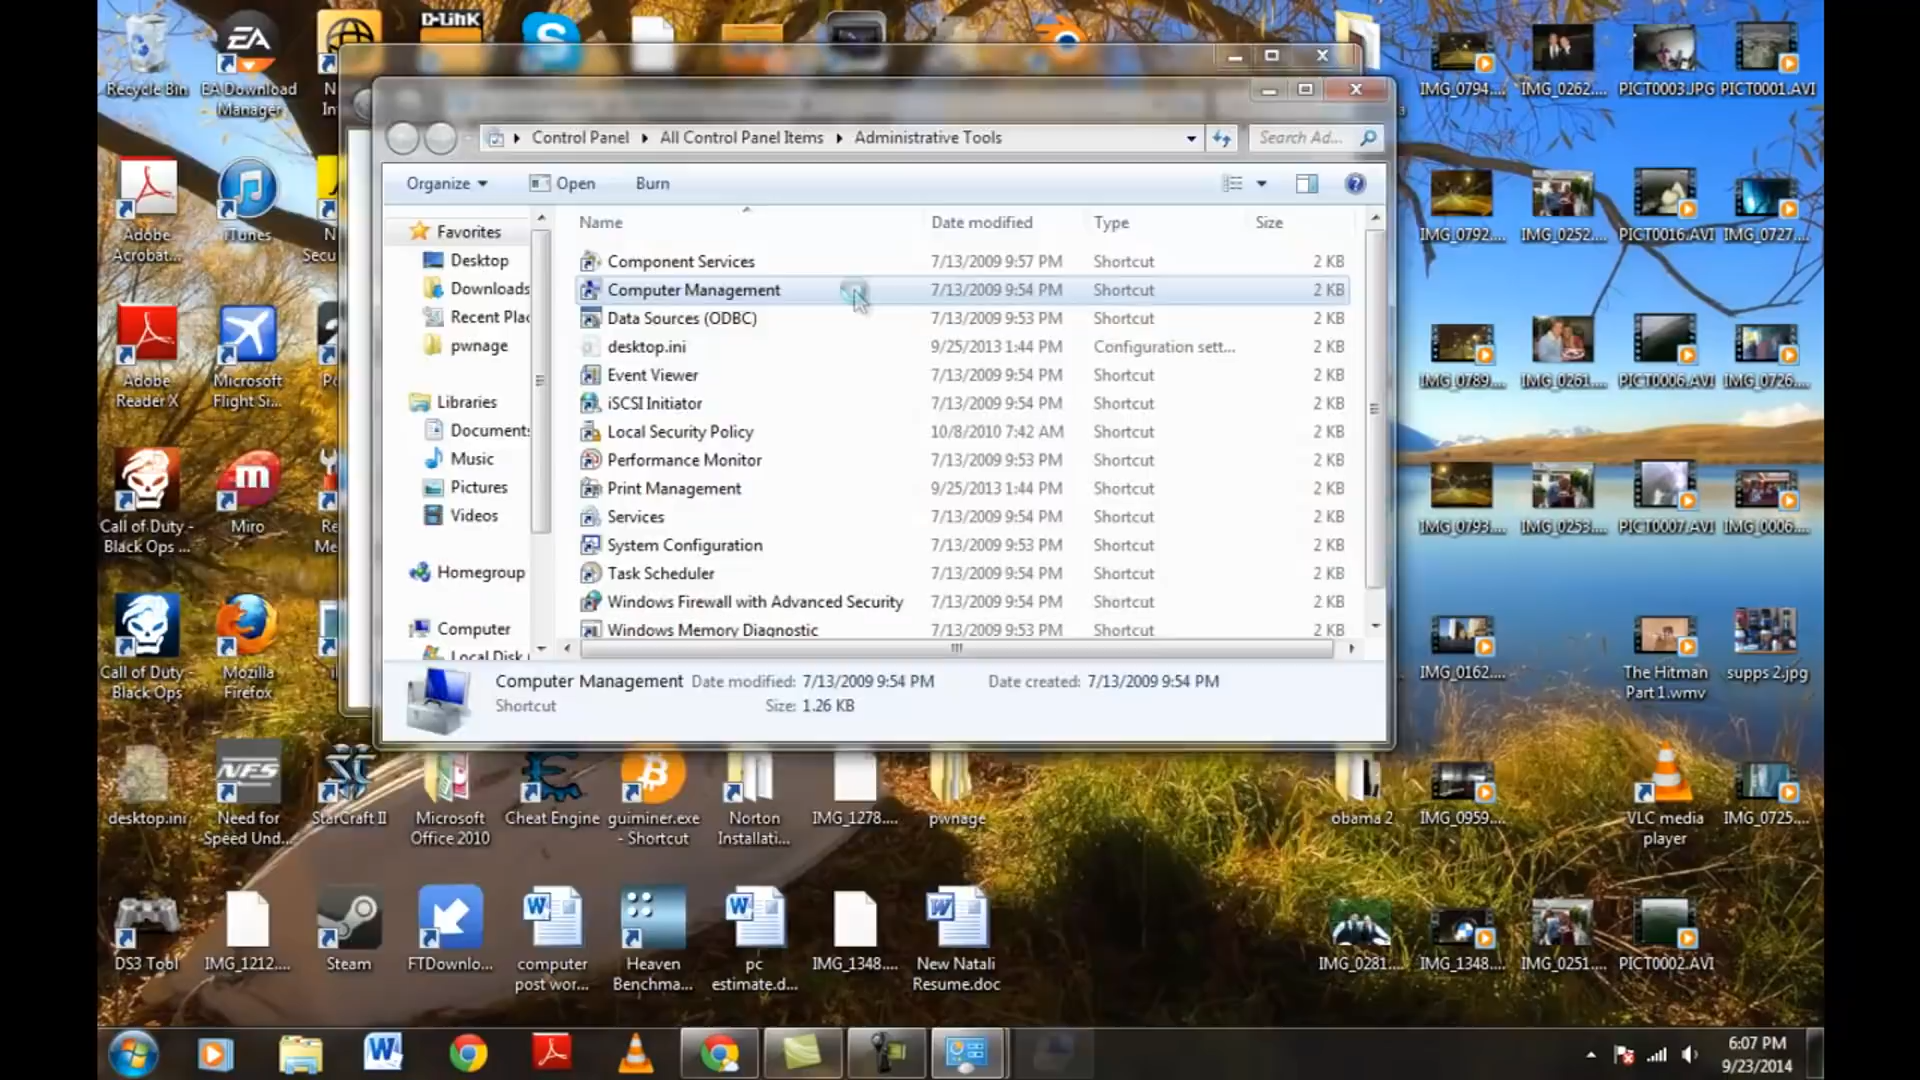 D-Link
Recycle Bin
EA
EA Download
Manager
Adobe
Acrobat...
iTunes
Adobe
Reader X
Microsoft
Flight Si...
Call of Duty -
Black Ops ...
Miro
Call of Duty -
Black Ops
Mozilla
Firefox
Control Panel
All Control Panel Items
Administrative Tools
Search Ad...
Organize
Open
Burn
Name
Date modified
Type
Size
Favorites
Desktop
Downloads
Recent Plac
pwnage
Libraries
Document
Music
Pictures
Videos
Homegroup
Computer
Local Disk
Component Services 7/13/2009 9:57 PM Shortcut 2 KB
Computer Management 7/13/2009 9:54 PM Shortcut 2 KB
Data Sources (ODBC) 7/13/2009 9:53 PM Shortcut 2 KB
desktop.ini 9/25/2013 1:44 PM Configuration sett... 2 KB
Event Viewer 7/13/2009 9:54 PM Shortcut 2 KB
iSCSI Initiator 7/13/2009 9:54 PM Shortcut 2 KB
Local Security Policy 10/8/2010 7:42 AM Shortcut 2 KB
Performance Monitor 7/13/2009 9:53 PM Shortcut 2 KB
Print Management 9/25/2013 1:44 PM Shortcut 2 KB
Services 7/13/2009 9:54 PM Shortcut 2 KB
System Configuration 7/13/2009 9:53 PM Shortcut 2 KB
Task Scheduler 7/13/2009 9:54 PM Shortcut 2 KB
Windows Firewall with Advanced Security 7/13/2009 9:54 PM Shortcut 2 KB
Windows Memory Diagnostic 7/13/2009 9:53 PM Shortcut 2 KB
Computer Management Date modified: 7/13/2009 9:54 PM Date created: 7/13/2009 9:54 PM
Shortcut Size: 1.26 KB
IMG_0794.... IMG_0262.... PICT0003.JPG PICT0001.AVI
IMG_0792.... IMG_0252.... PICT0016.AVI IMG_0727....
IMG_0789.... IMG_0261.... PICT0006.AVI IMG_0726....
IMG_0793.... IMG_0253.... PICT0007.AVI IMG_0006....
IMG_0162....
The Hitman
Part 1.wmv
supps 2.jpg
desktop.ini
NFS
Need for
Speed Und...
StarCraft II
Microsoft
Office 2010
Cheat Engine
guiminer.exe
- Shortcut
Norton
Installati...
IMG_1278....
pwnage
obama 2
IMG_0959....
VLC media
player
IMG_0725....
DS3 Tool
IMG_1212....
Steam
FTDownlo...
computer
post wor...
Heaven
Benchma...
pc
estimate.d...
IMG_1348....
New Natali
Resume.doc
IMG_0281.... IMG_1348.... IMG_0251.... PICT0002.AVI
6:07 PM
9/23/2014